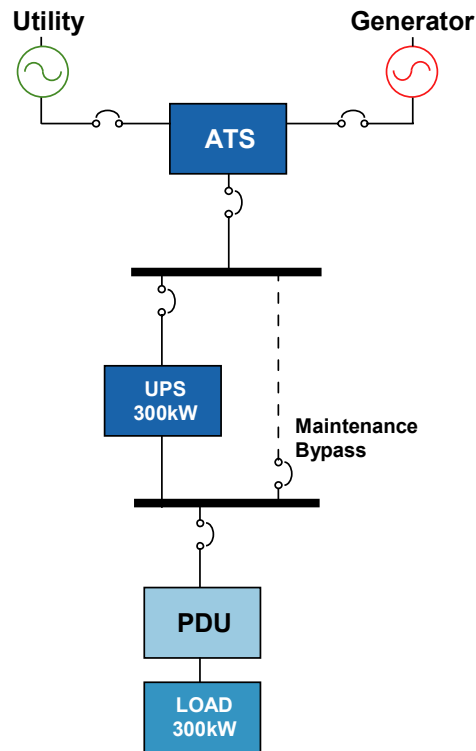 Utility
Generator
ATS
UPS
300kW
Maintenance
Bypass
PDU
LOAD
300kW